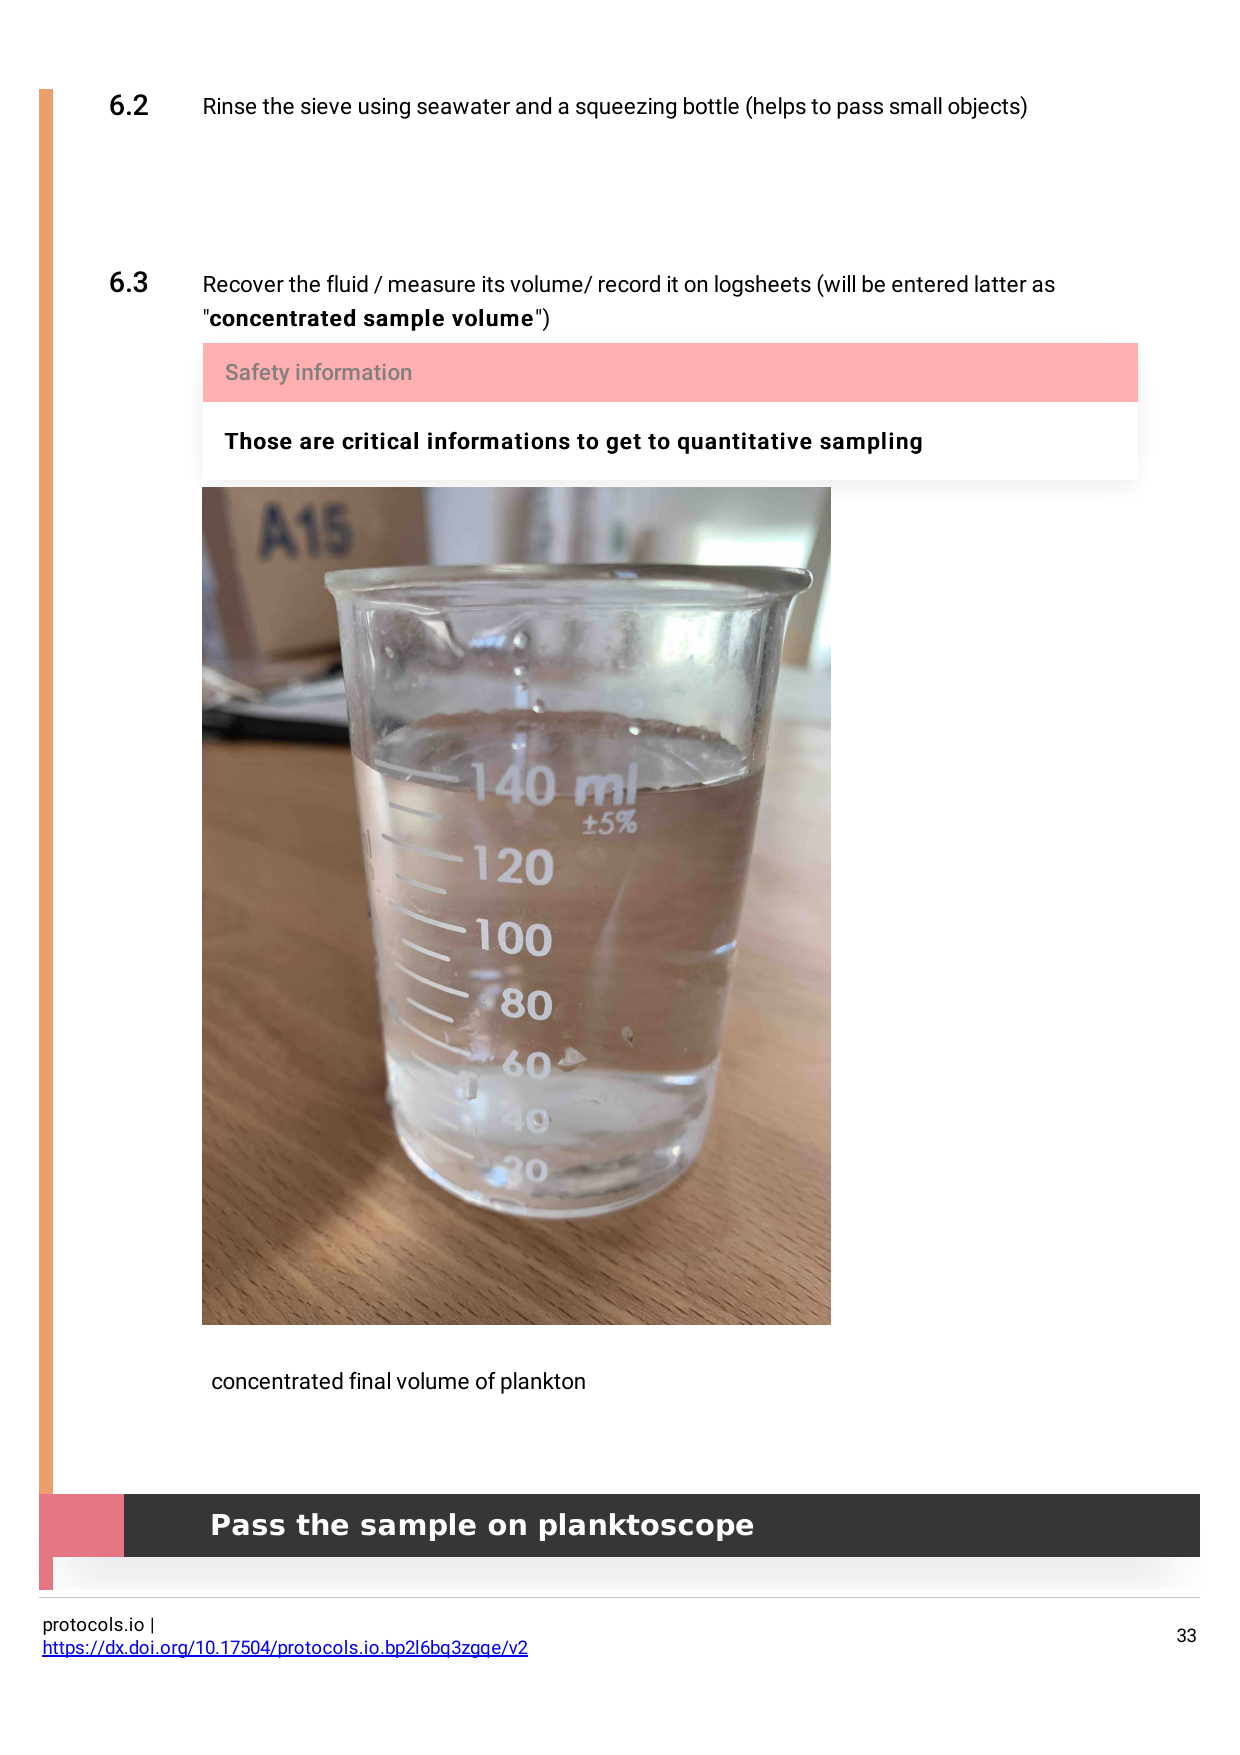 6.2 Rinse the sieve using seawater and a squeezing bottle (helps to pass small objects)
6.3 Recover the fluid / measure its volume/ record it on logsheets (will be entered latter as
"concentrated sample volume")
Safety information
Those are critical informations to get to quantitative sampling
A15
140 ml
±5%
120
100
80
60
40
20
concentrated final volume of plankton
Pass the sample on planktoscope
protocols.io |
https://dx.doi.org/10.17504/protocols.io.bp2l6bq3zgqe/v2
33